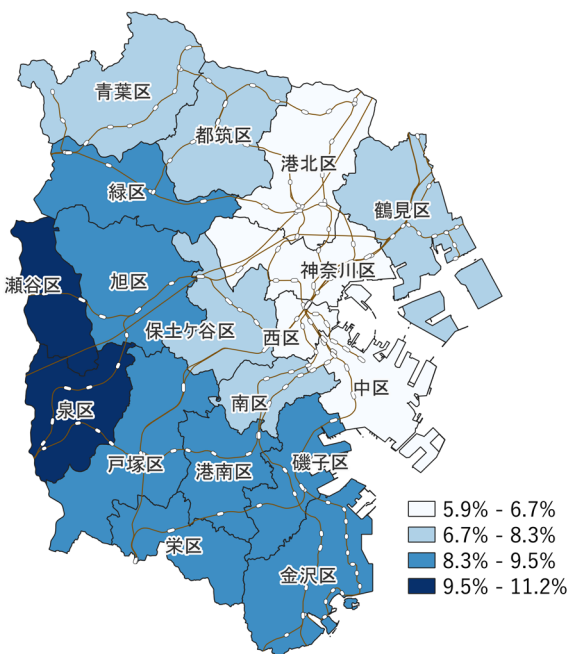 青葉区
都筑区
港北区
緑区
鶴見区
神奈川区
旭区
瀬谷区
保土ケ谷区
西区
中区
南区
泉区
戸塚区
港南区
磯子区
栄区
金沢区
5.9% - 6.7%
6.7% - 8.3%
8.3% - 9.5%
9.5% - 11.2%